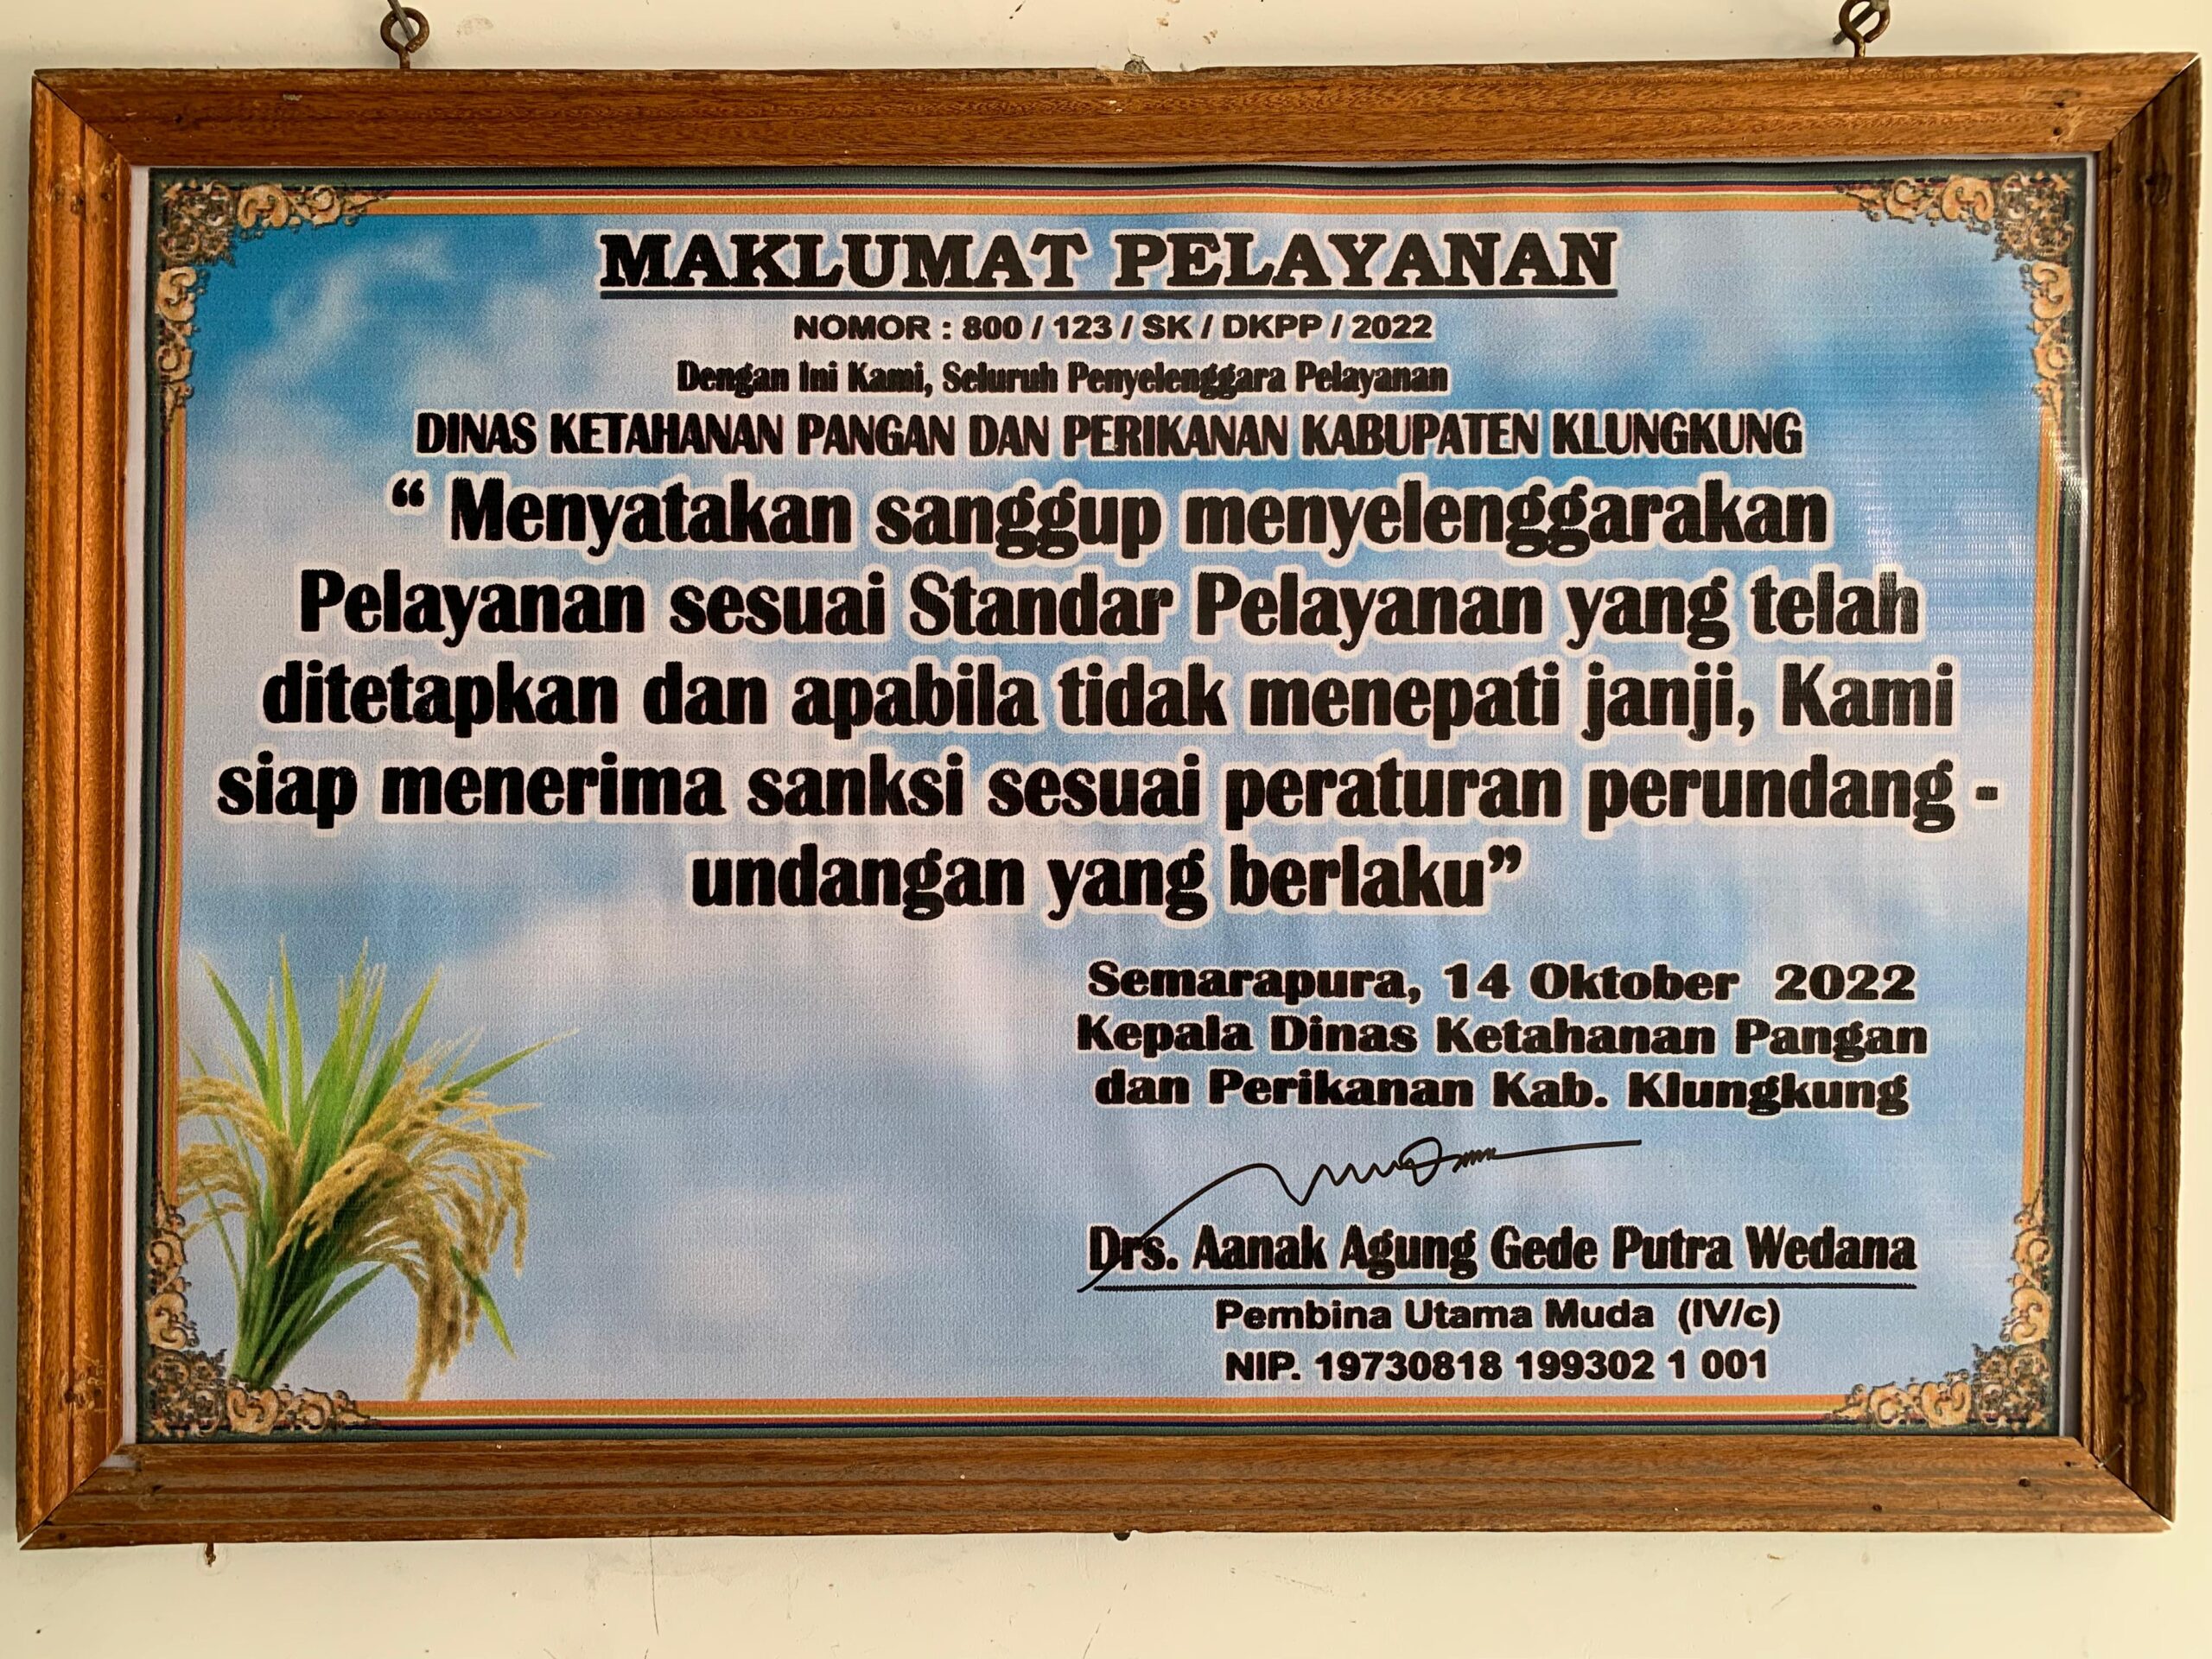 MAKLUMAT PELAYANAN
NOMOR : 800 / 123 / SK / DKPP / 2022
Dengan Ini Kami, Seluruh Penyelenggara Pelayanan
DINAS KETAHANAN PANGAN DAN PERIKANAN KABUPATEN KLUNGKUNG
“ Menyatakan sanggup menyelenggarakan
Pelayanan sesuai Standar Pelayanan yang telah
ditetapkan dan apabila tidak menepati janji, Kami
siap menerima sanksi sesuai peraturan perundang -
undangan yang berlaku”
Semarapura, 14 Oktober 2022
Kepala Dinas Ketahanan Pangan
dan Perikanan Kab. Klungkung
Drs. Aanak Agung Gede Putra Wedana
Pembina Utama Muda (IV/c)
NIP. 19730818 199302 1 001